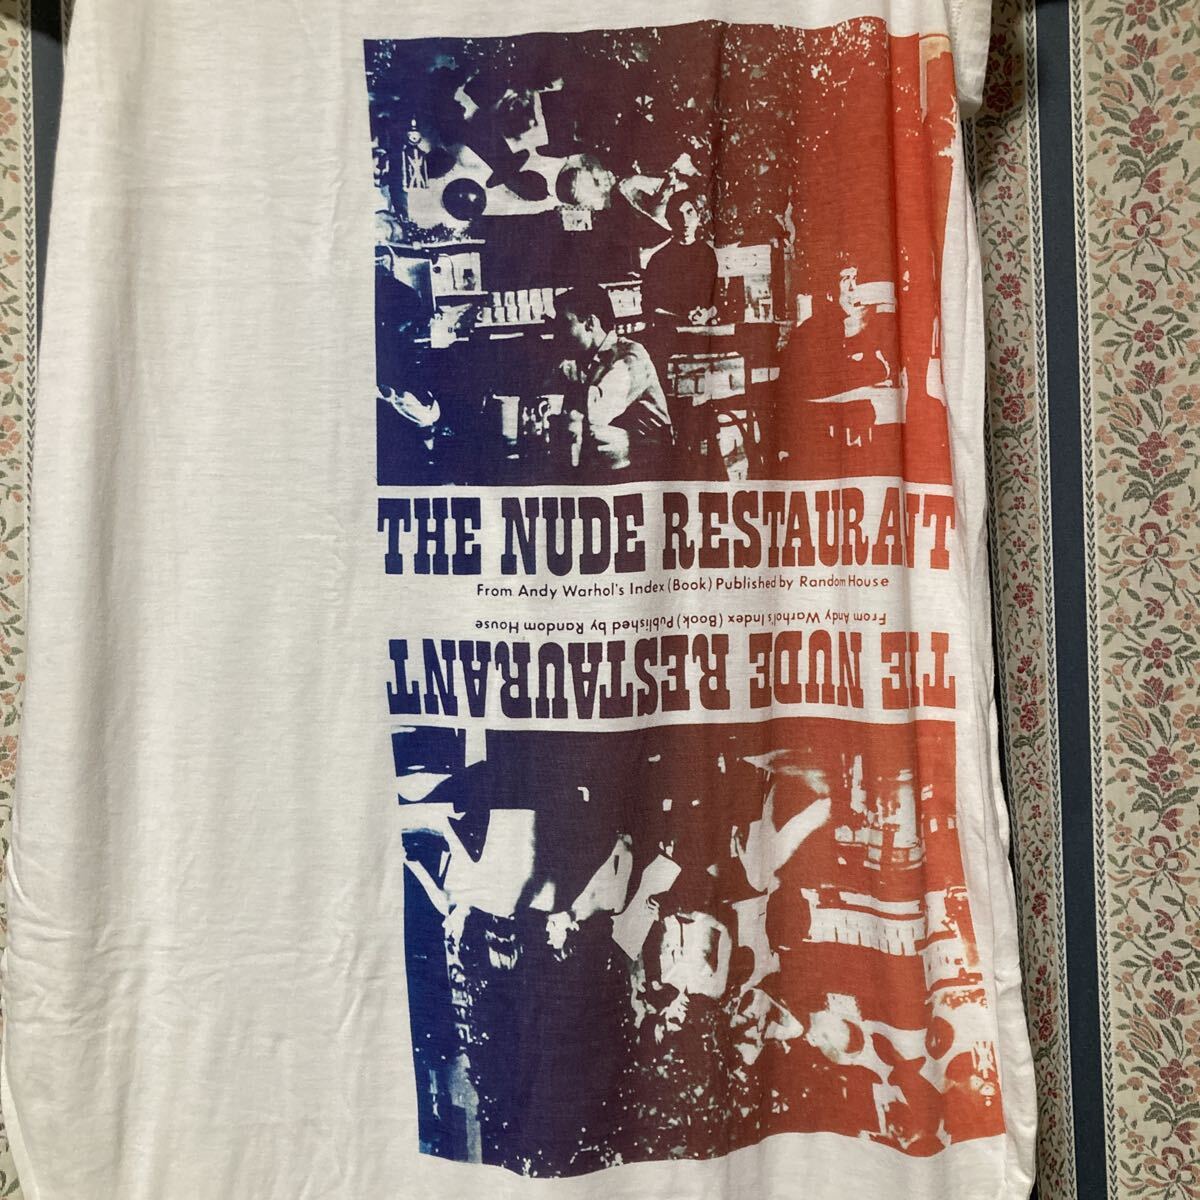 THE NUDE RESTAURANT
From Andy Warhol's Index (Book) Published by Random House
From Andy Warhol's Index (Book) Published by Random House
THE NUDE RESTAURANT